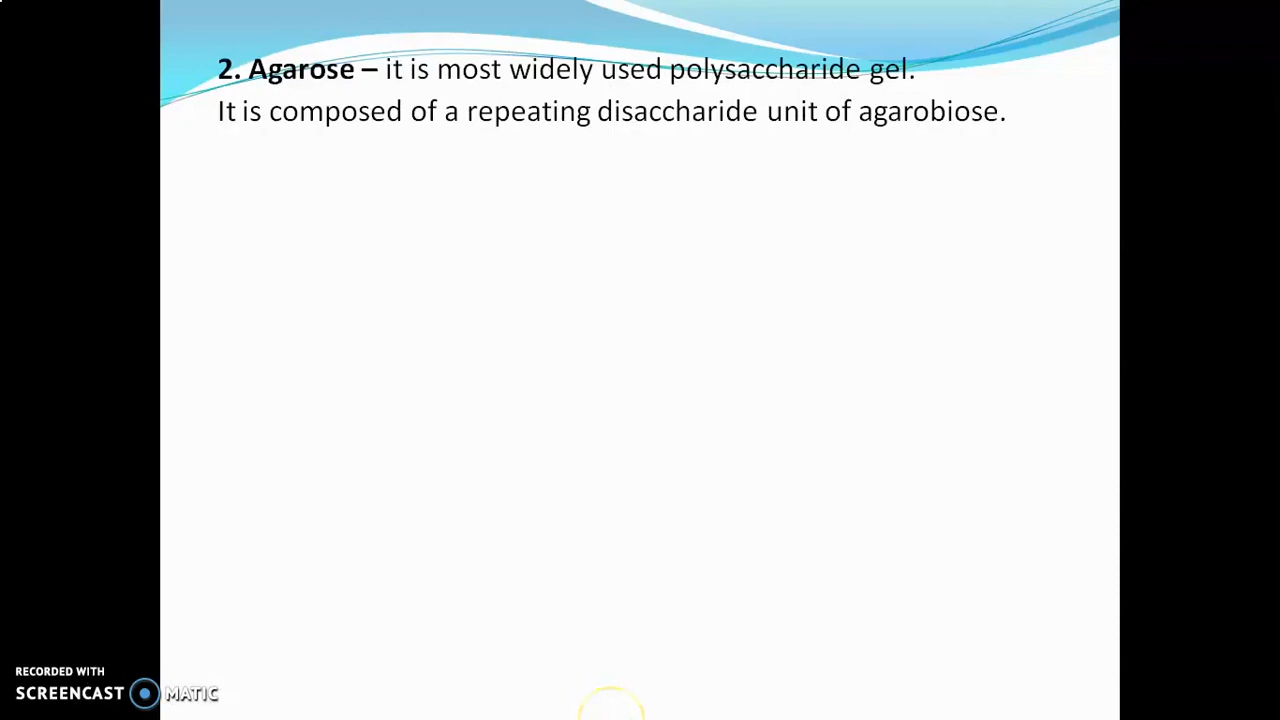 2. Agarose – it is most widely used polysaccharide gel.
It is composed of a repeating disaccharide unit of agarobiose.
RECORDED WITH
SCREENCAST MATIC